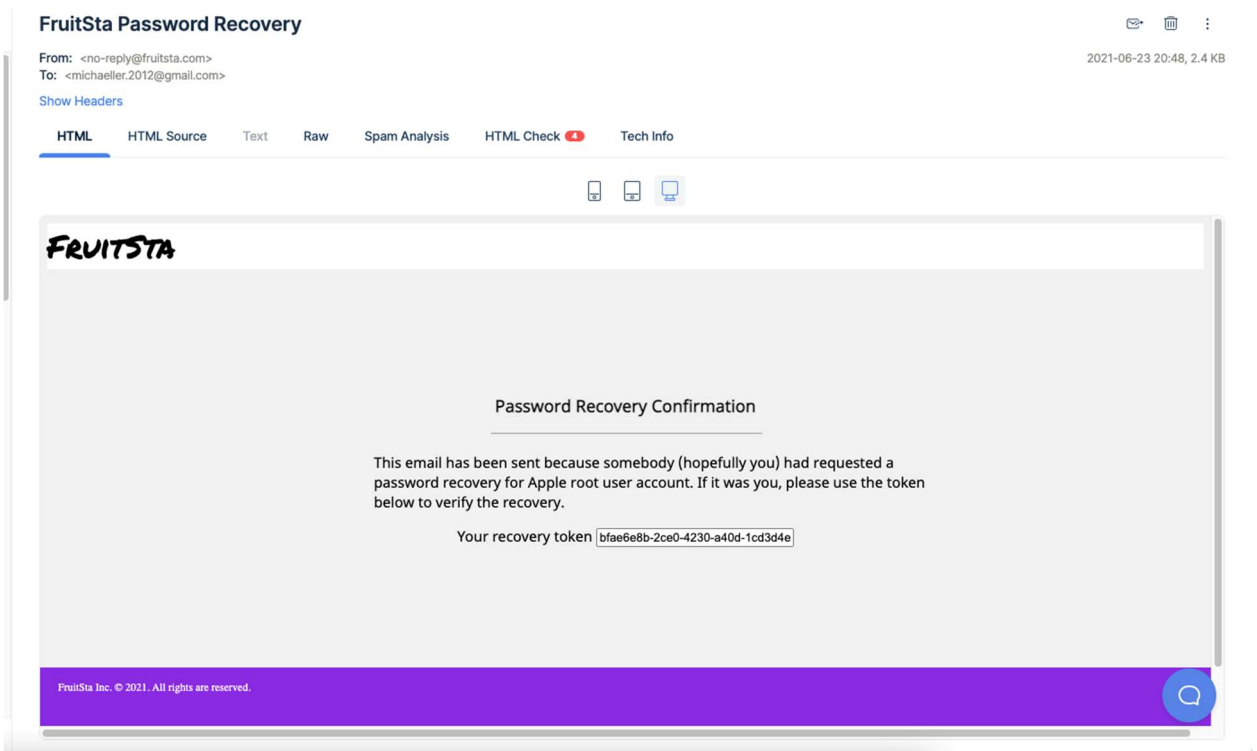 FruitSta Password Recovery
From: <no-reply@fruitsta.com>
2021-06-23 20:48, 2.4 KB
To: <michaeller.2012@gmail.com>
Show Headers
HTML HTML Source Text Raw Spam Analysis HTML Check 4 Tech Info
FRUITSTA
Password Recovery Confirmation
This email has been sent because somebody (hopefully you) had requested a
password recovery for Apple root user account. If it was you, please use the token
below to verify the recovery.
Your recovery token bfae6e8b-2ce0-4230-a40d-1cd3d4e
FruitSta Inc. © 2021. All rights are reserved.